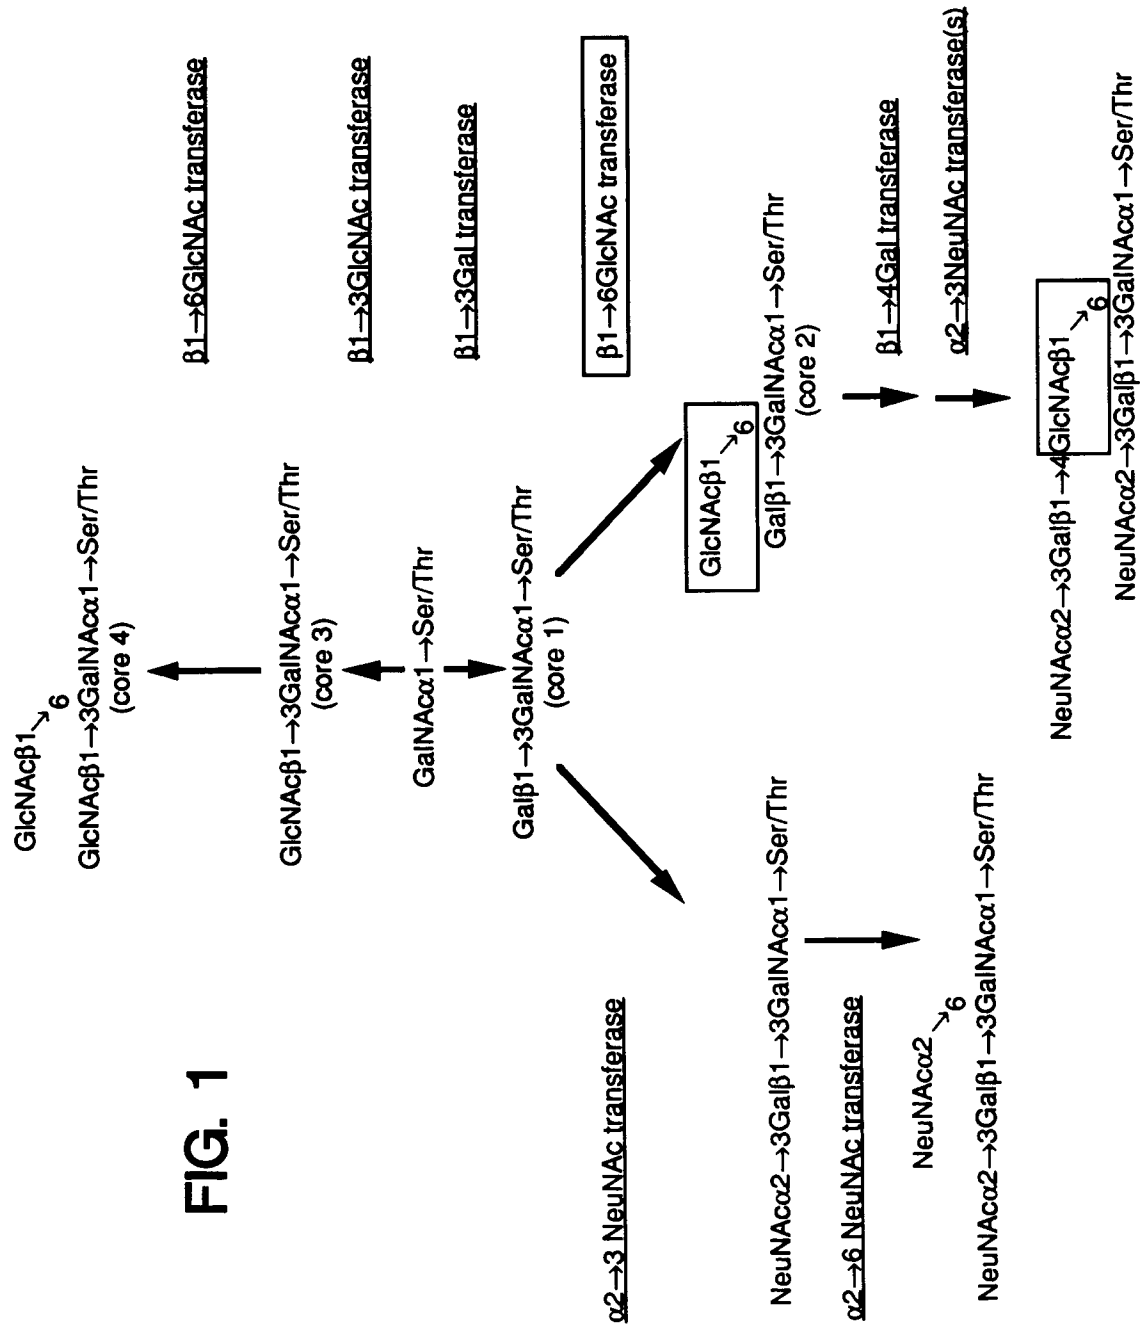 FIG. 1
GlcNAcβ1
→6
GlcNAcβ1→3GalNAcα1→Ser/Thr
(core 4)
β1→6GlcNAc transferase
GlcNAcβ1→3GalNAcα1→Ser/Thr
(core 3)
β1→3GlcNAc transferase
GalNAcα1→Ser/Thr
β1→3Gal transferase
Galβ1→3GalNAcα1→Ser/Thr
(core 1)
α2→3 NeuNAc transferase
β1→6GlcNAc transferase
GlcNAcβ1
→6
Galβ1→3GalNAcα1→Ser/Thr
(core 2)
NeuNAcα2→3Galβ1→3GalNAcα1→Ser/Thr
α2→6 NeuNAc transferase
β1→4Gal transferase
α2→3NeuNAc transferase(s)
NeuNAcα2
→6
NeuNAcα2→3Galβ1→3GalNAcα1→Ser/Thr
NeuNAcα2→3Galβ1→4GlcNAcβ1
→6
NeuNAcα2→3Galβ1→3GalNAcα1→Ser/Thr